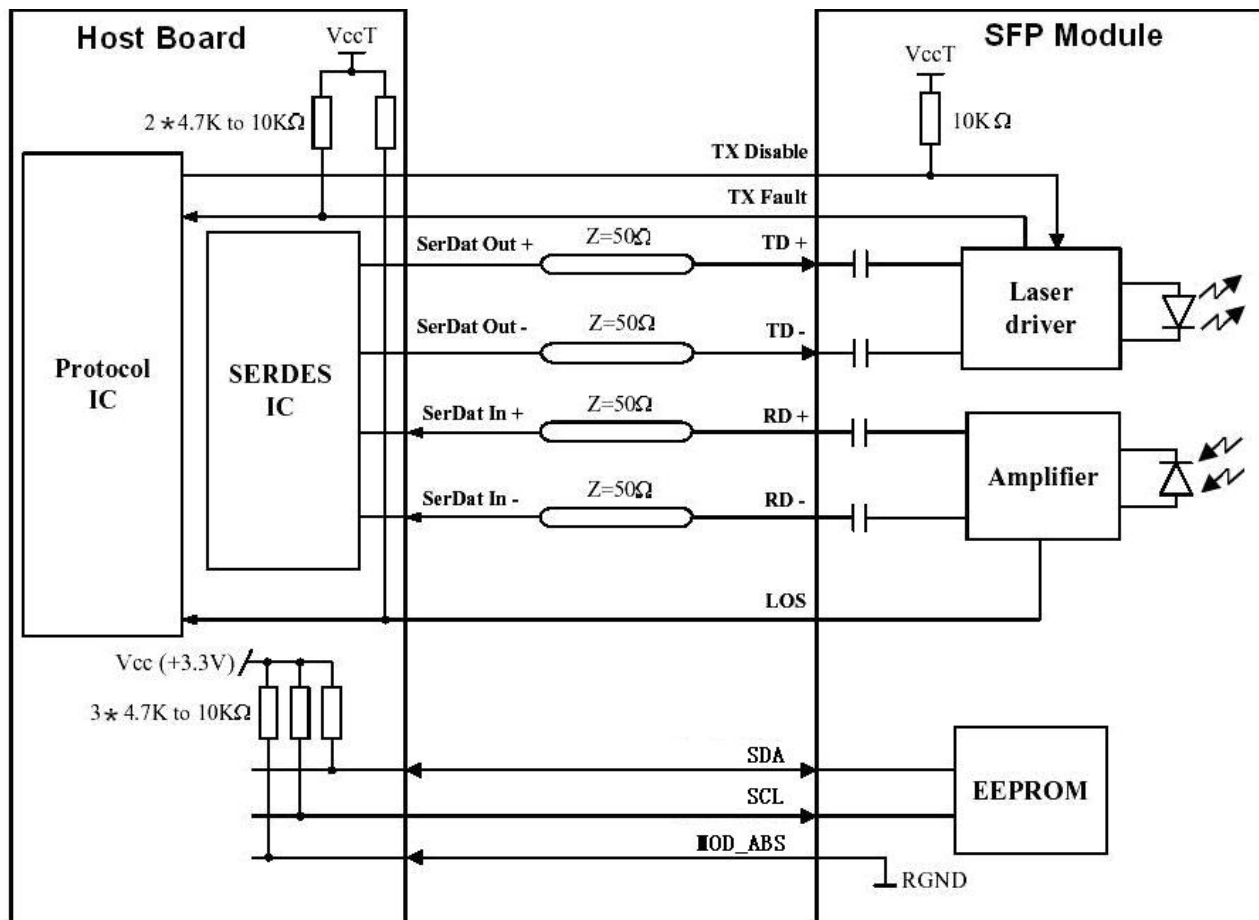 Host Board
SFP Module
VccT
VccT
2*4.7K to 10KΩ
10KΩ
TX Disable
TX Fault
SerDat Out +
Z=50Ω
TD +
Laser
driver
SerDat Out -
Z=50Ω
TD -
Protocol
IC
SERDES
IC
SerDat In +
Z=50Ω
RD +
Amplifier
SerDat In -
Z=50Ω
RD -
LOS
Vcc (+3.3V)
3*4.7K to 10KΩ
SDA
SCL
EEPROM
MOD_ABS
RGND